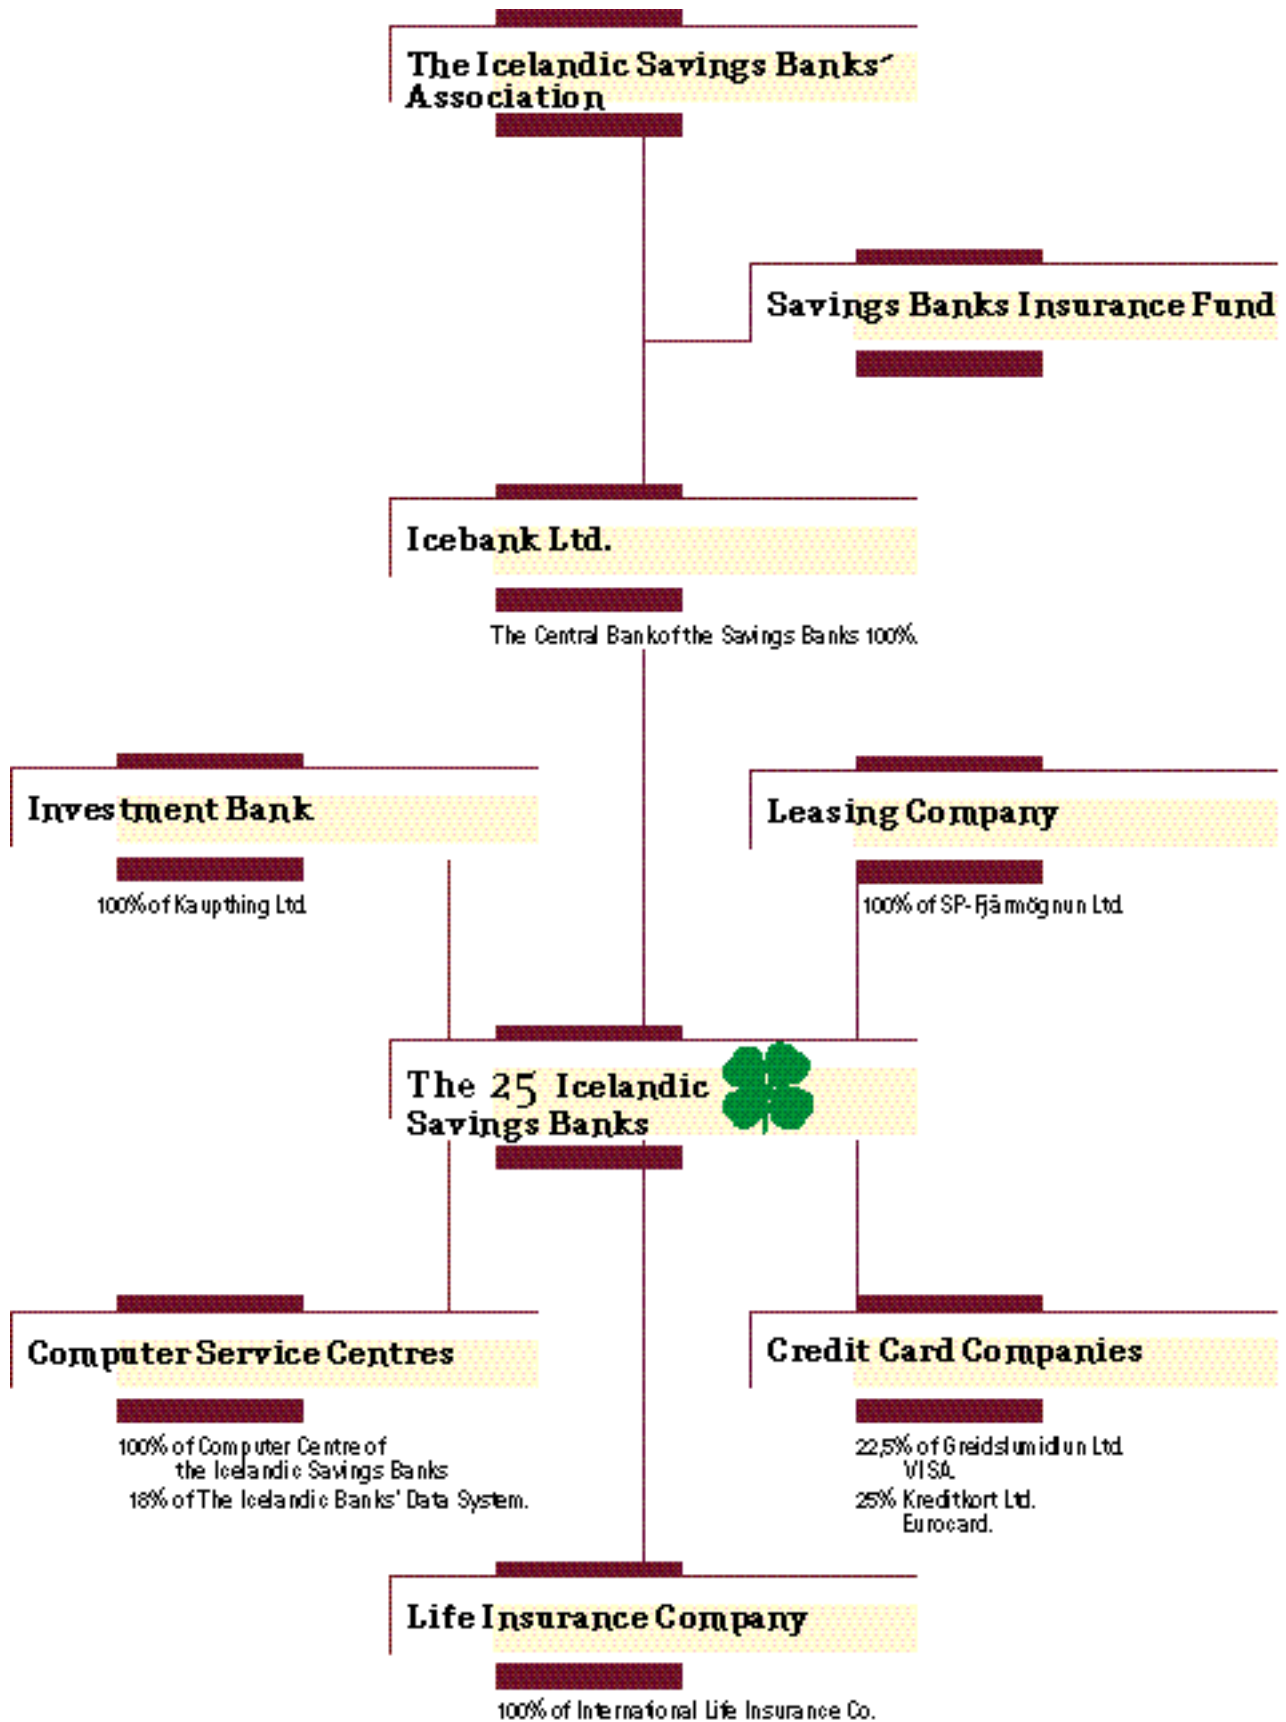 The Icelandic Savings Banks´
Association
Savings Banks Insurance Fund
Icebank Ltd.
The Central Bank of the Savings Banks 100%.
Investment Bank
100% of Kaupthing Ltd.
Leasing Company
100% of SP-Fjármögnun Ltd.
The 25 Icelandic
Savings Banks
Computer Service Centres
100% of Computer Centre of
the Icelandic Savings Banks
18% of The Icelandic Banks' Data System.
Credit Card Companies
22,5% of Greidslumidlun Ltd.
VISA.
25% Kreditkort Ltd.
Eurocard.
Life Insurance Company
100% of International Life Insurance Co.